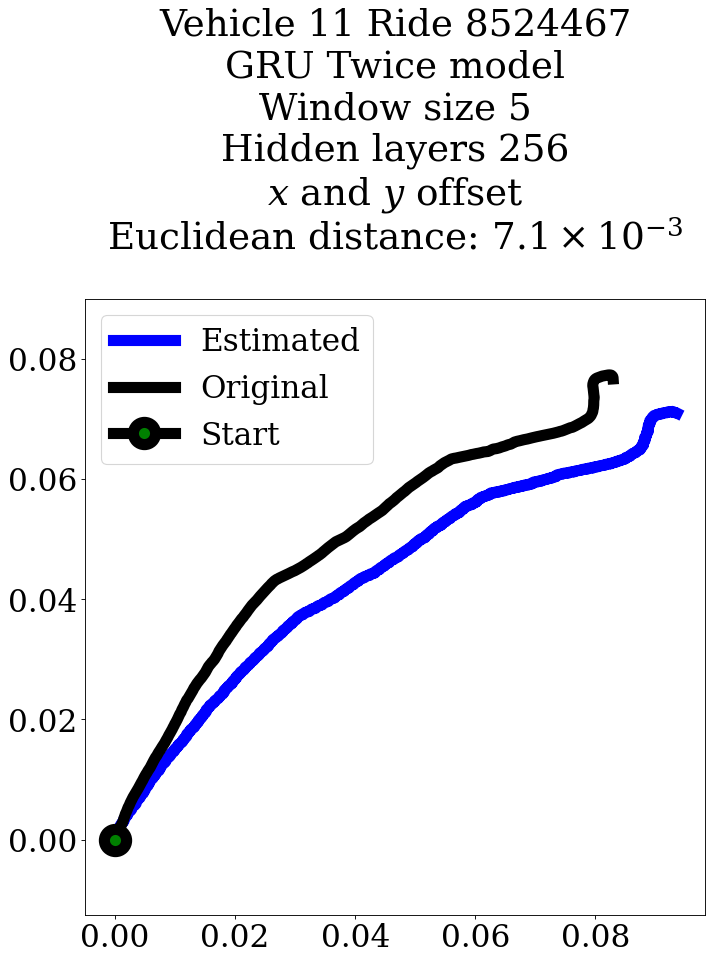 Vehicle 11 Ride 8524467
GRU Twice model
Window size 5
Hidden layers 256
x and y offset
Euclidean distance: 7.1 × 10⁻³
Estimated
Original
Start
0.08
0.06
0.04
0.02
0.00
0.00 0.02 0.04 0.06 0.08